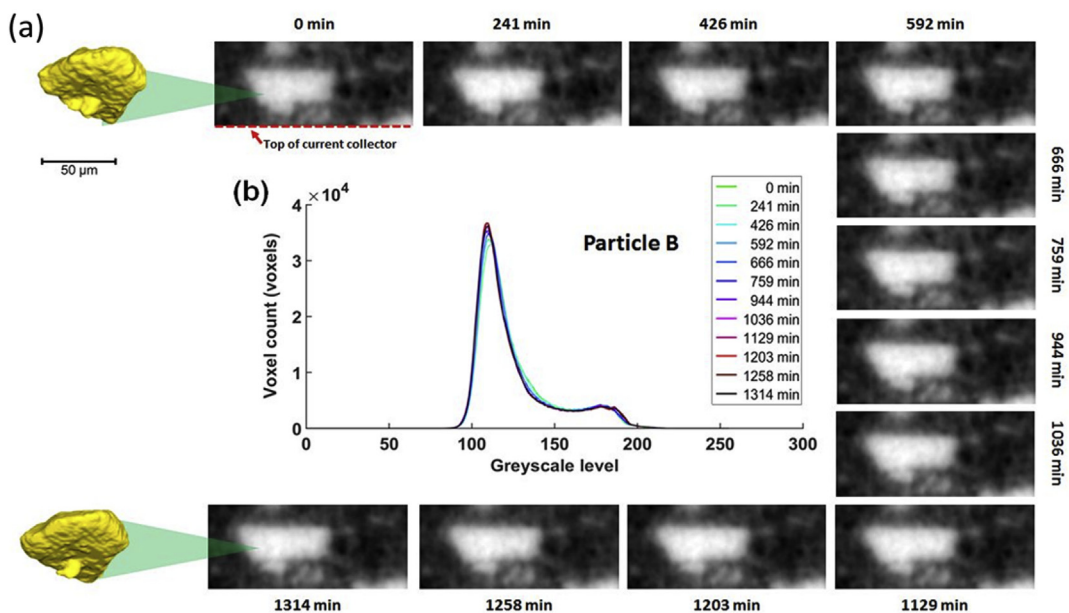 (a)
0 min
241 min
426 min
592 min
Top of current collector
50 µm
666 min
759 min
944 min
1036 min
(b)
×10⁴
4
3
2
1
0
Voxel count (voxels)
0
50
100
150
200
250
300
Greyscale level
Particle B
0 min
241 min
426 min
592 min
666 min
759 min
944 min
1036 min
1129 min
1203 min
1258 min
1314 min
1314 min
1258 min
1203 min
1129 min